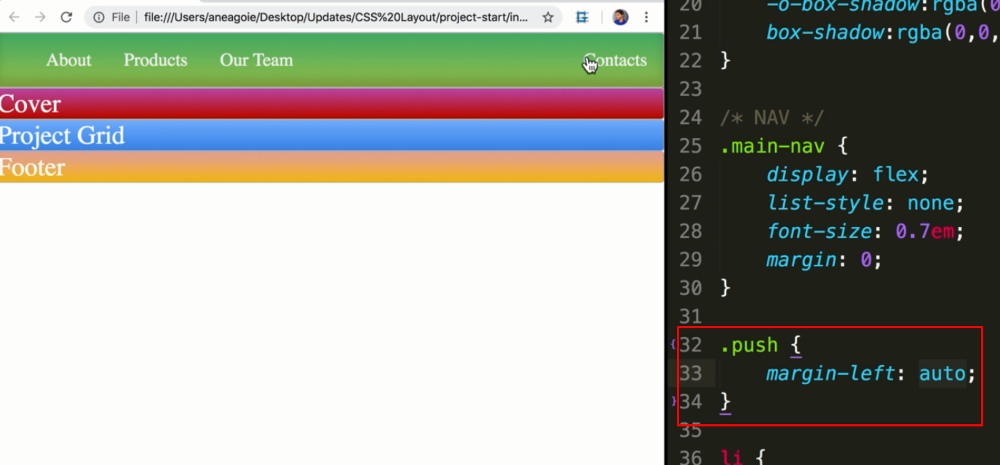 File file:///Users/aneagoie/Desktop/Updates/CSS%20Layout/project-start/in...
About Products Our Team Contacts
Cover
Project Grid
Footer
20 -o-box-shadow:rgba(0
21 box-shadow:rgba(0,0,
22 }
23
24 /* NAV */
25 .main-nav {
26 display: flex;
27 list-style: none;
28 font-size: 0.7em;
29 margin: 0;
30 }
31
32 .push {
33 margin-left: auto;
34 }
35
36 li {